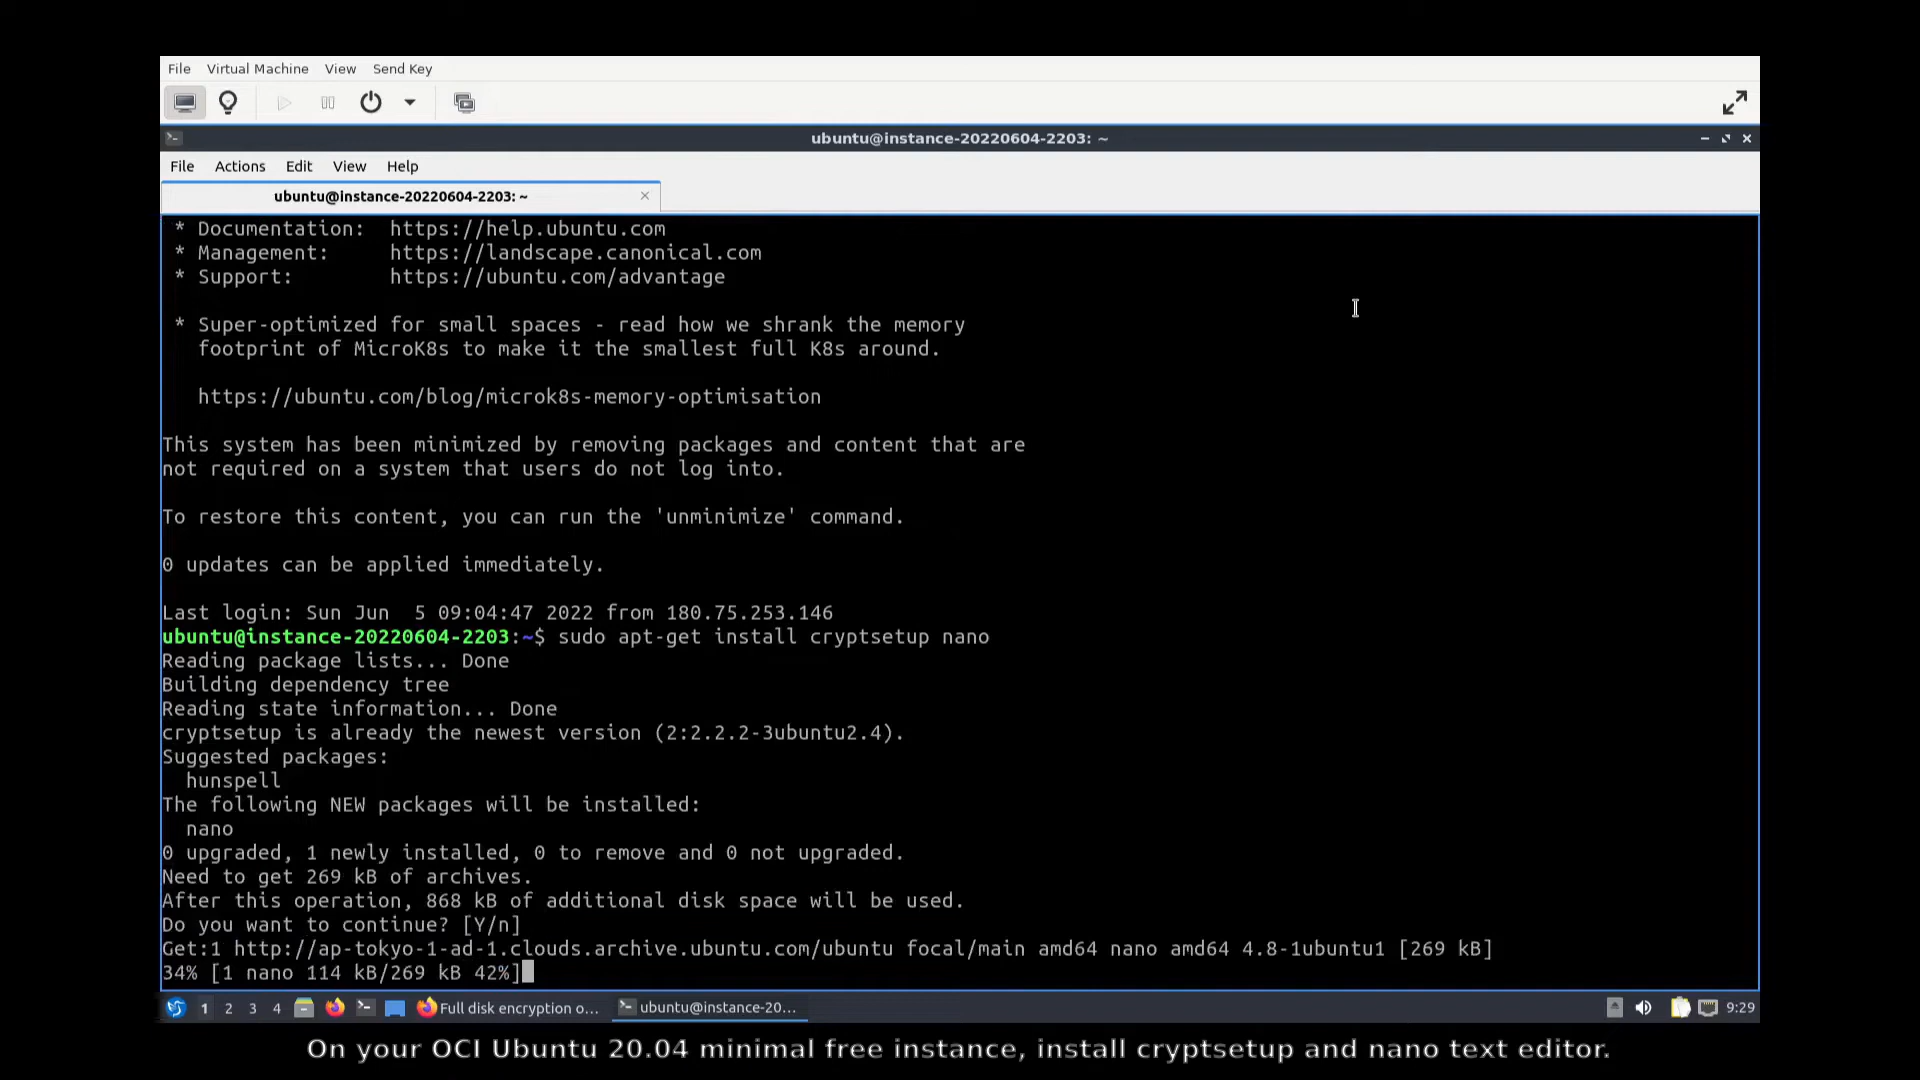 File Virtual Machine View Send Key
ubuntu@instance-20220604-2203: ~
File Actions Edit View Help
ubuntu@instance-20220604-2203: ~
* Documentation: https://help.ubuntu.com
* Management: https://landscape.canonical.com
* Support: https://ubuntu.com/advantage
* Super-optimized for small spaces - read how we shrank the memory
footprint of MicroK8s to make it the smallest full K8s around.
https://ubuntu.com/blog/microk8s-memory-optimisation
This system has been minimized by removing packages and content that are
not required on a system that users do not log into.
To restore this content, you can run the 'unminimize' command.
0 updates can be applied immediately.
Last login: Sun Jun  5 09:04:47 2022 from 180.75.253.146
ubuntu@instance-20220604-2203:~$ sudo apt-get install cryptsetup nano
Reading package lists... Done
Building dependency tree
Reading state information... Done
cryptsetup is already the newest version (2:2.2.2-3ubuntu2.4).
Suggested packages:
hunspell
The following NEW packages will be installed:
nano
0 upgraded, 1 newly installed, 0 to remove and 0 not upgraded.
Need to get 269 kB of archives.
After this operation, 868 kB of additional disk space will be used.
Do you want to continue? [Y/n]
Get:1 http://ap-tokyo-1-ad-1.clouds.archive.ubuntu.com/ubuntu focal/main amd64 nano amd64 4.8-1ubuntu1 [269 kB]
34% [1 nano 114 kB/269 kB 42%]
1 2 3 4 Full disk encryption o... ubuntu@instance-20... 9:29
On your OCI Ubuntu 20.04 minimal free instance, install cryptsetup and nano text editor.